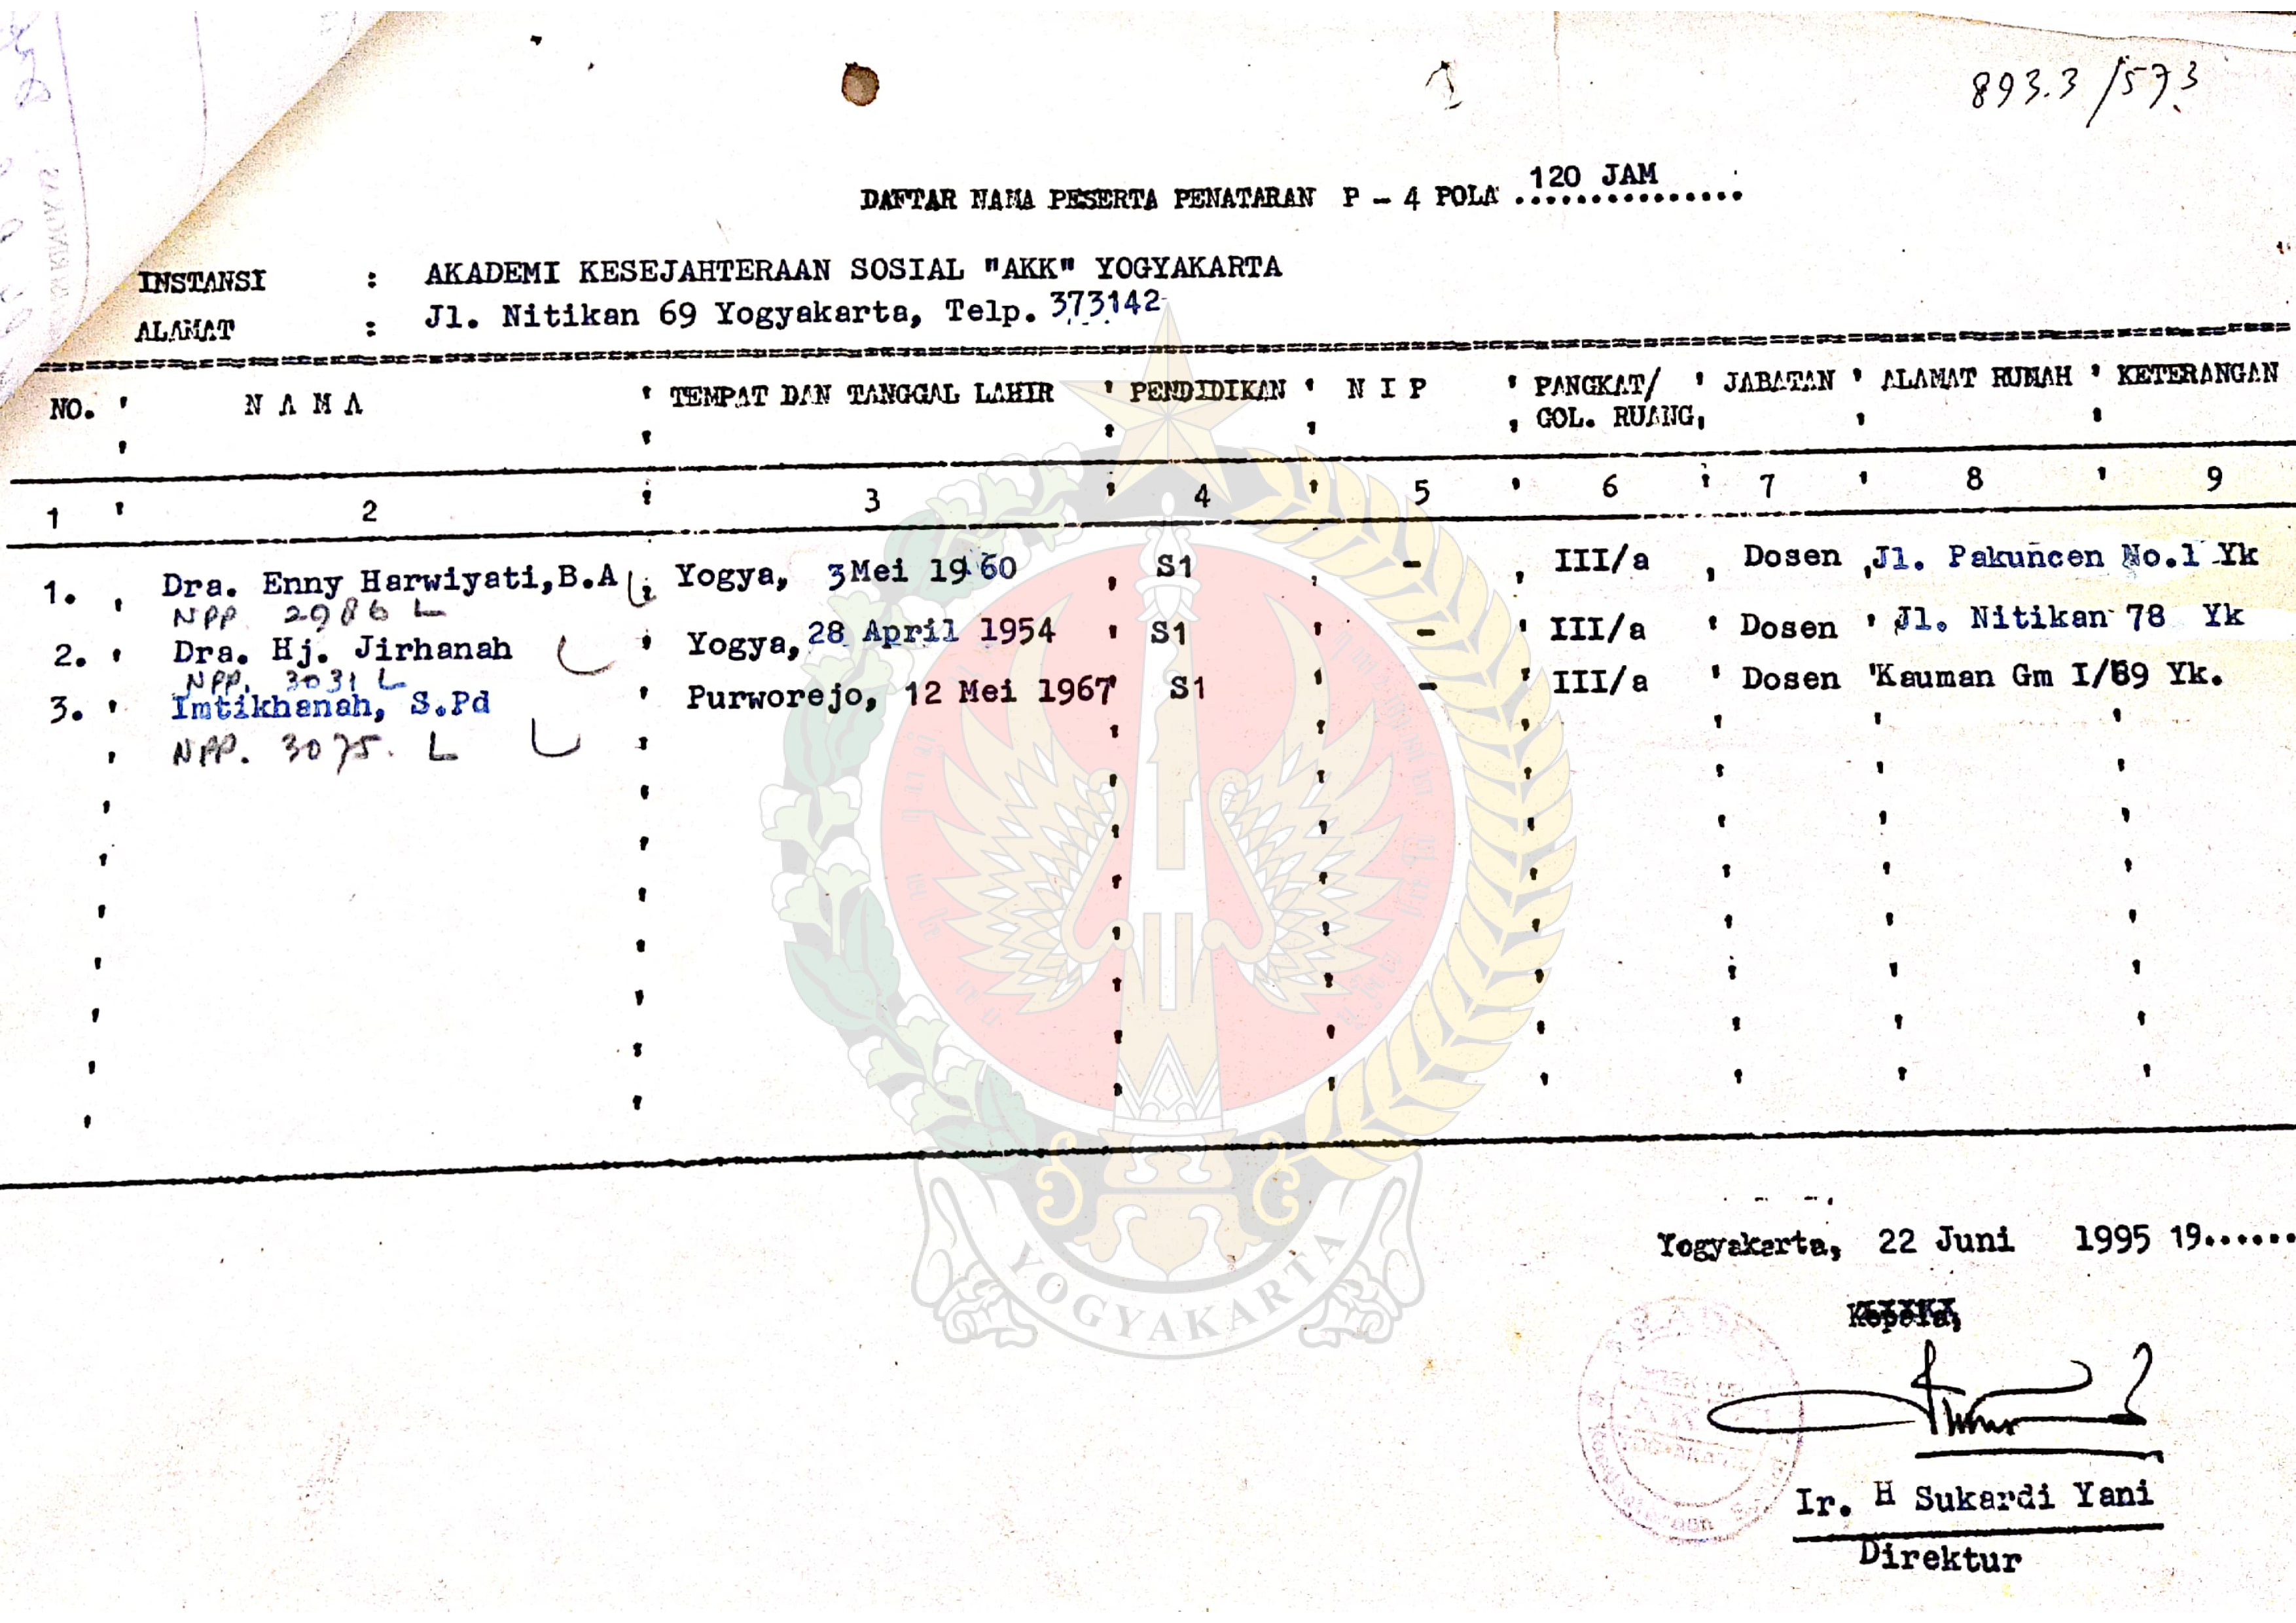 893.3/573
DAFTAR NAMA PESERTA PENATARAN P - 4 POLA 120 JAM ...............
INSTANSI : AKADEMI KESEJAHTERAAN SOSIAL "AKK" YOGYAKARTA
ALAMAT : Jl. Nitikan 69 Yogyakarta, Telp. 373142
NO. ' N A M A ' TEMPAT DAN TANGGAL LAHIR ' PENDIDIKAN ' N I P ' PANGKAT/ ' JABATAN ' ALAMAT RUMAH ' KETERANGAN
GOL. RUANG
1 ' 2 ' 3 ' 4 ' 5 ' 6 ' 7 ' 8 ' 9
1. , Dra. Enny Harwiyati,B.A , Yogya, 3 Mei 1960 , S1 , - , III/a , Dosen , Jl. Pakuncen No.1 Yk
NPP. 2986 L
2. ' Dra. Hj. Jirhanah ' Yogya, 28 April 1954 ' S1 ' - ' III/a ' Dosen ' Jl. Nitikan 78 Yk
NPP. 3031 L
3. ' Imtikhanah, S.Pd ' Purworejo, 12 Mei 1967 ' S1 ' - ' III/a ' Dosen ' Kauman Gm I/ Yk.
NPP. 3075. L
YOGYAKARTA
Yogyakarta, 22 Juni 1995 19......
Kepala,
Ir. H Sukardi Yani
Direktur